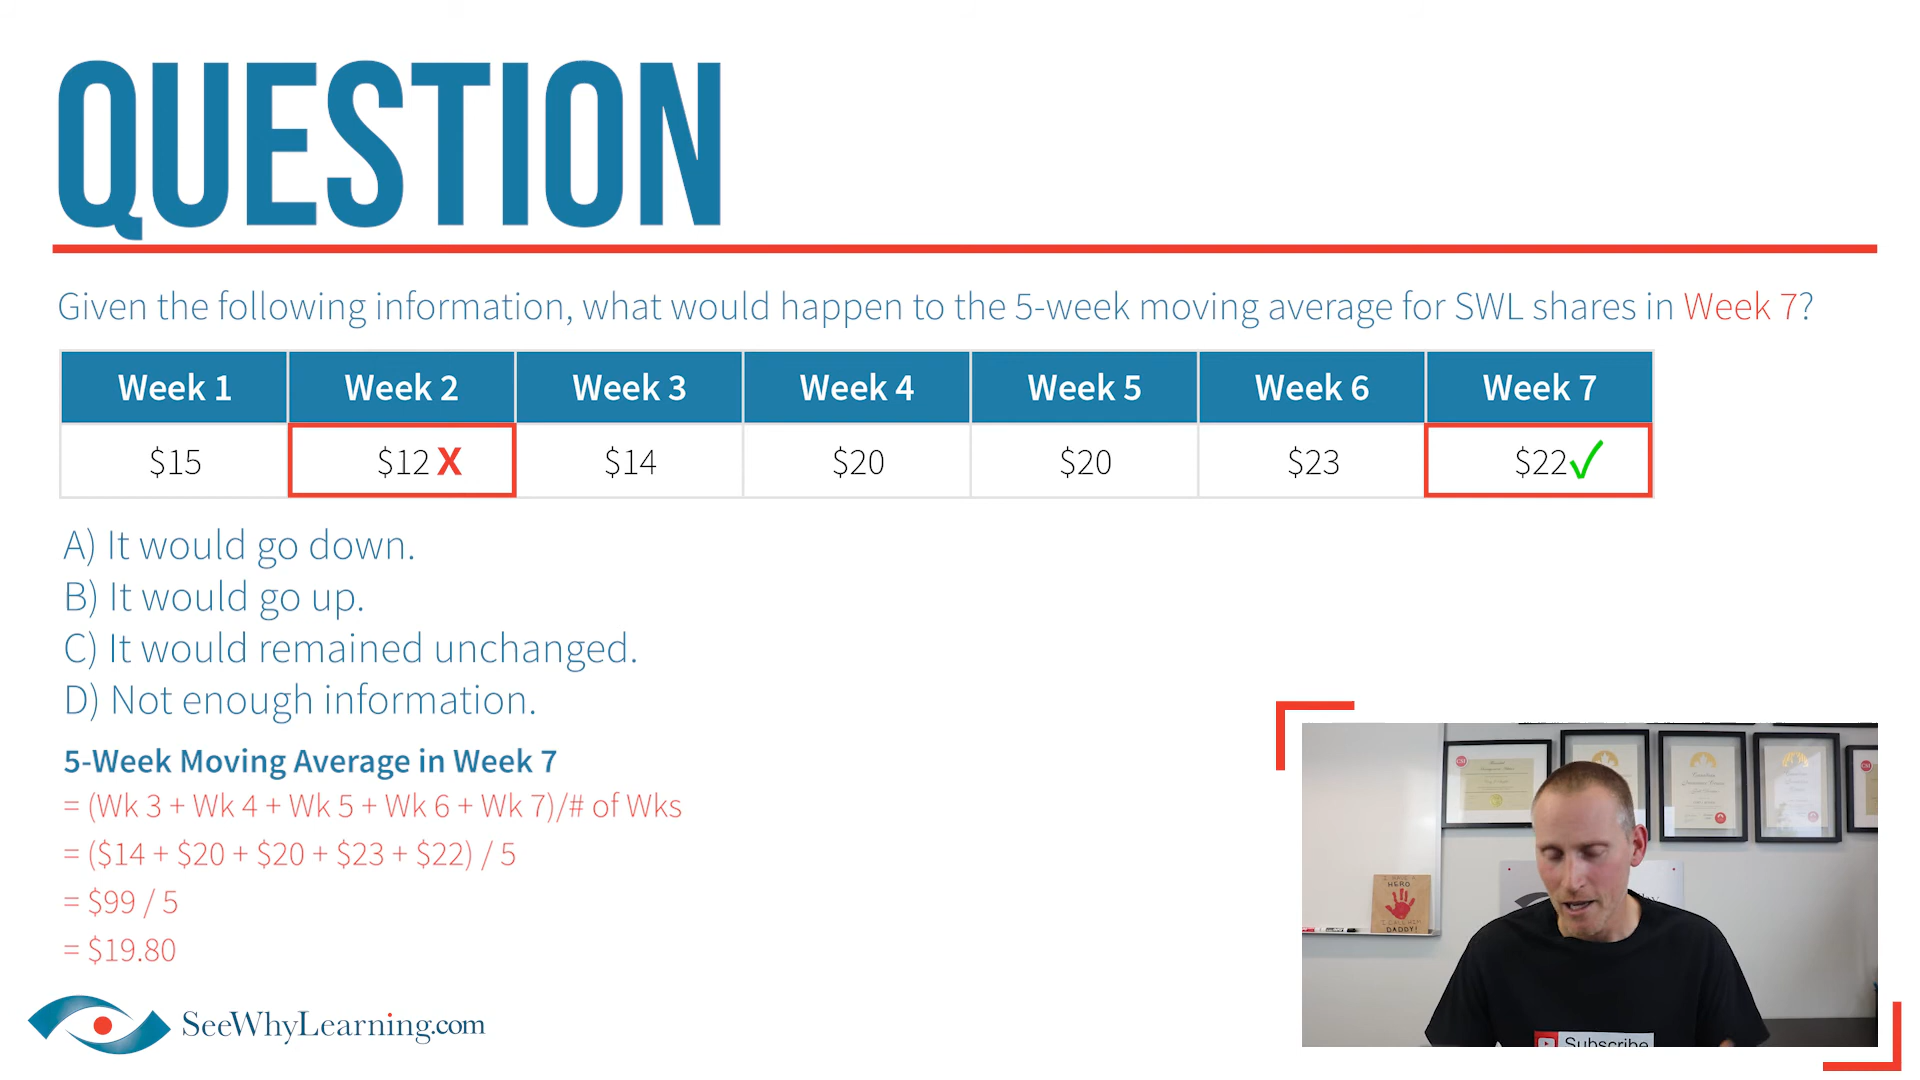 QUESTION
Given the following information, what would happen to the 5-week moving average for SWL shares in Week 7?
Week 1 Week 2 Week 3 Week 4 Week 5 Week 6 Week 7
$15 $12 X $14 $20 $20 $23 $22✓
A) It would go down.
B) It would go up.
C) It would remained unchanged.
D) Not enough information.
5-Week Moving Average in Week 7
= (Wk 3 + Wk 4 + Wk 5 + Wk 6 + Wk 7)/# of Wks
= ($14 + $20 + $20 + $23 + $22) / 5
= $99 / 5
= $19.80
SeeWhyLearning.com
HERO
I CALL HIM
DADDY!
Subscribe